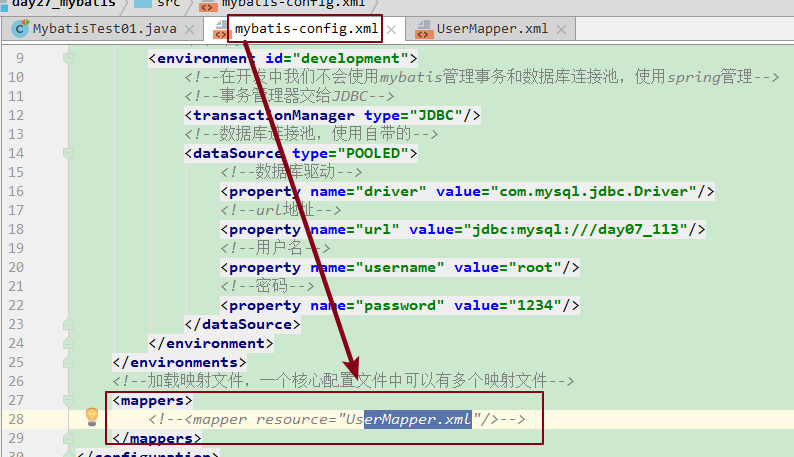 day27_mybatis src mybatis-config.xml
MybatisTest01.java mybatis-config.xml UserMapper.xml
9 <environment id="development">
10 <!--在开发中我们不会使用mybatis管理事务和数据库连接池，使用spring管理-->
11 <!--事务管理器交给JDBC-->
12 <transactionManager type="JDBC"/>
13 <!--数据库连接池，使用自带的-->
14 <dataSource type="POOLED">
15 <!--数据库驱动-->
16 <property name="driver" value="com.mysql.jdbc.Driver"/>
17 <!--url地址-->
18 <property name="url" value="jdbc:mysql:///day07_113"/>
19 <!--用户名-->
20 <property name="username" value="root"/>
21 <!--密码-->
22 <property name="password" value="1234"/>
23 </dataSource>
24 </environment>
25 </environments>
26 <!--加载映射文件，一个核心配置文件中可以有多个映射文件-->
27 <mappers>
28 <!--<mapper resource="UserMapper.xml"/>-->
29 </mappers>
30 </configuration>